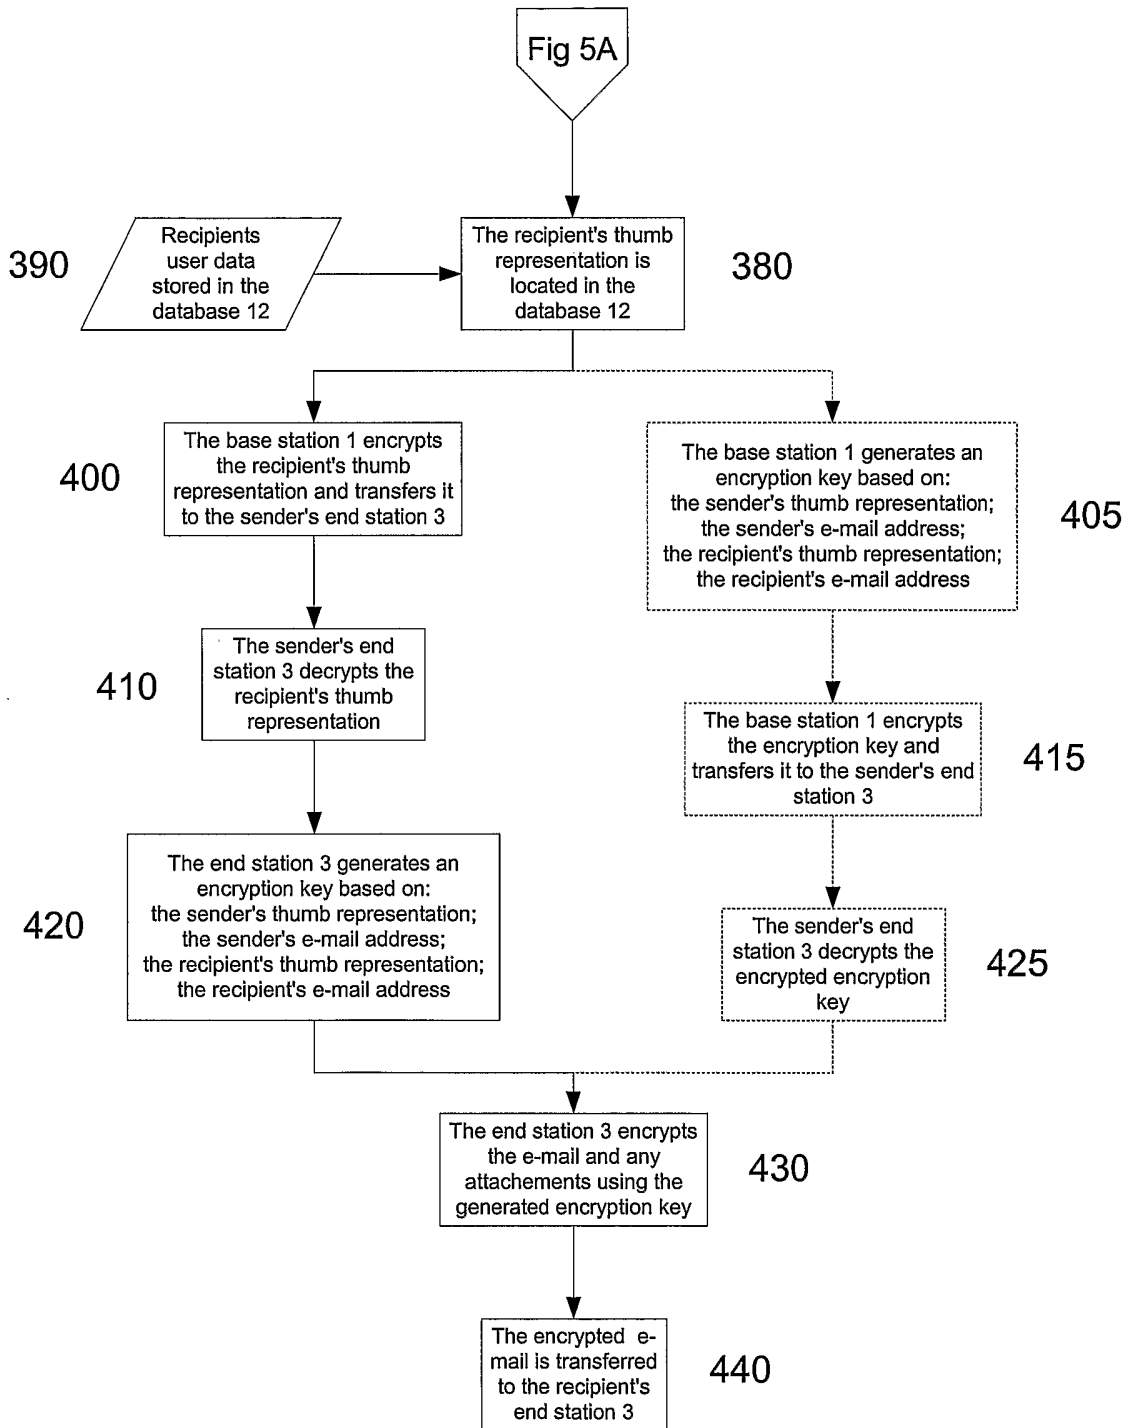 Fig 5A
390
Recipients
user data
stored in the
database 12
The recipient's thumb
representation is
located in the
database 12
380
400
The base station 1 encrypts
the recipient's thumb
representation and transfers it
to the sender's end station 3
The base station 1 generates an
encryption key based on:
the sender's thumb representation;
the sender's e-mail address;
the recipient's thumb representation;
the recipient's e-mail address
405
410
The sender's end
station 3 decrypts the
recipient's thumb
representation
The base station 1 encrypts
the encryption key and
transfers it to the sender's end
station 3
415
420
The end station 3 generates an
encryption key based on:
the sender's thumb representation;
the sender's e-mail address;
the recipient's thumb representation;
the recipient's e-mail address
The sender's end
station 3 decrypts the
encrypted encryption
key
425
The end station 3 encrypts
the e-mail and any
attachements using the
generated encryption key
430
The encrypted e-
mail is transferred
to the recipient's
end station 3
440